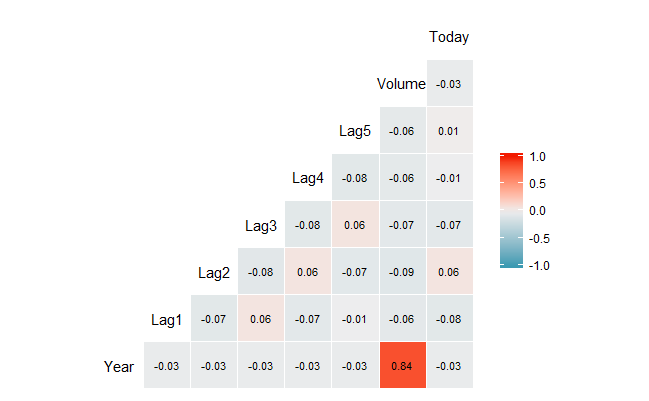 Today
Volume -0.03
Lag5 -0.06 0.01
Lag4 -0.08 -0.06 -0.01
Lag3 -0.08 0.06 -0.07 -0.07
Lag2 -0.08 0.06 -0.07 -0.09 0.06
Lag1 -0.07 0.06 -0.07 -0.01 -0.06 -0.08
Year -0.03 -0.03 -0.03 -0.03 -0.03 0.84 -0.03
1.0
0.5
0.0
-0.5
-1.0